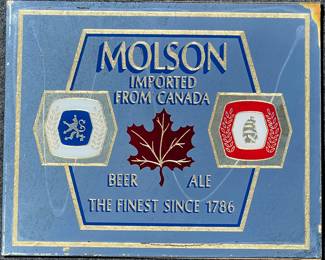 MOLSON
IMPORTED
FROM CANADA
BEER ALE
THE FINEST SINCE 1786